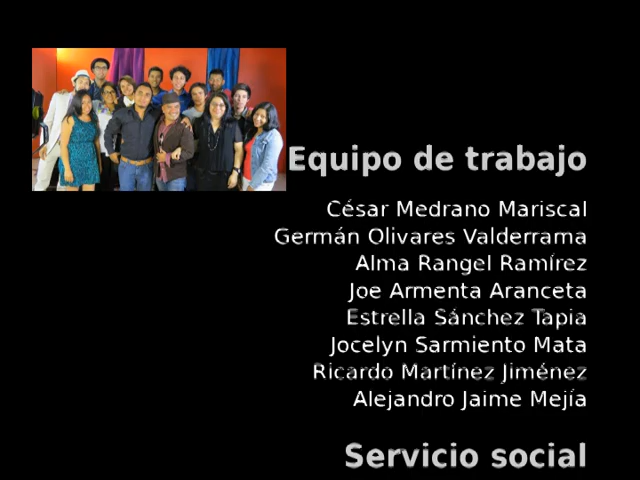 Equipo de trabajo
César Medrano Mariscal
Germán Olivares Valderrama
Alma Rangel Ramírez
Joe Armenta Aranceta
Estrella Sánchez Tapia
Jocelyn Sarmiento Mata
Ricardo Martínez Jiménez
Alejandro Jaime Mejía
Servicio social